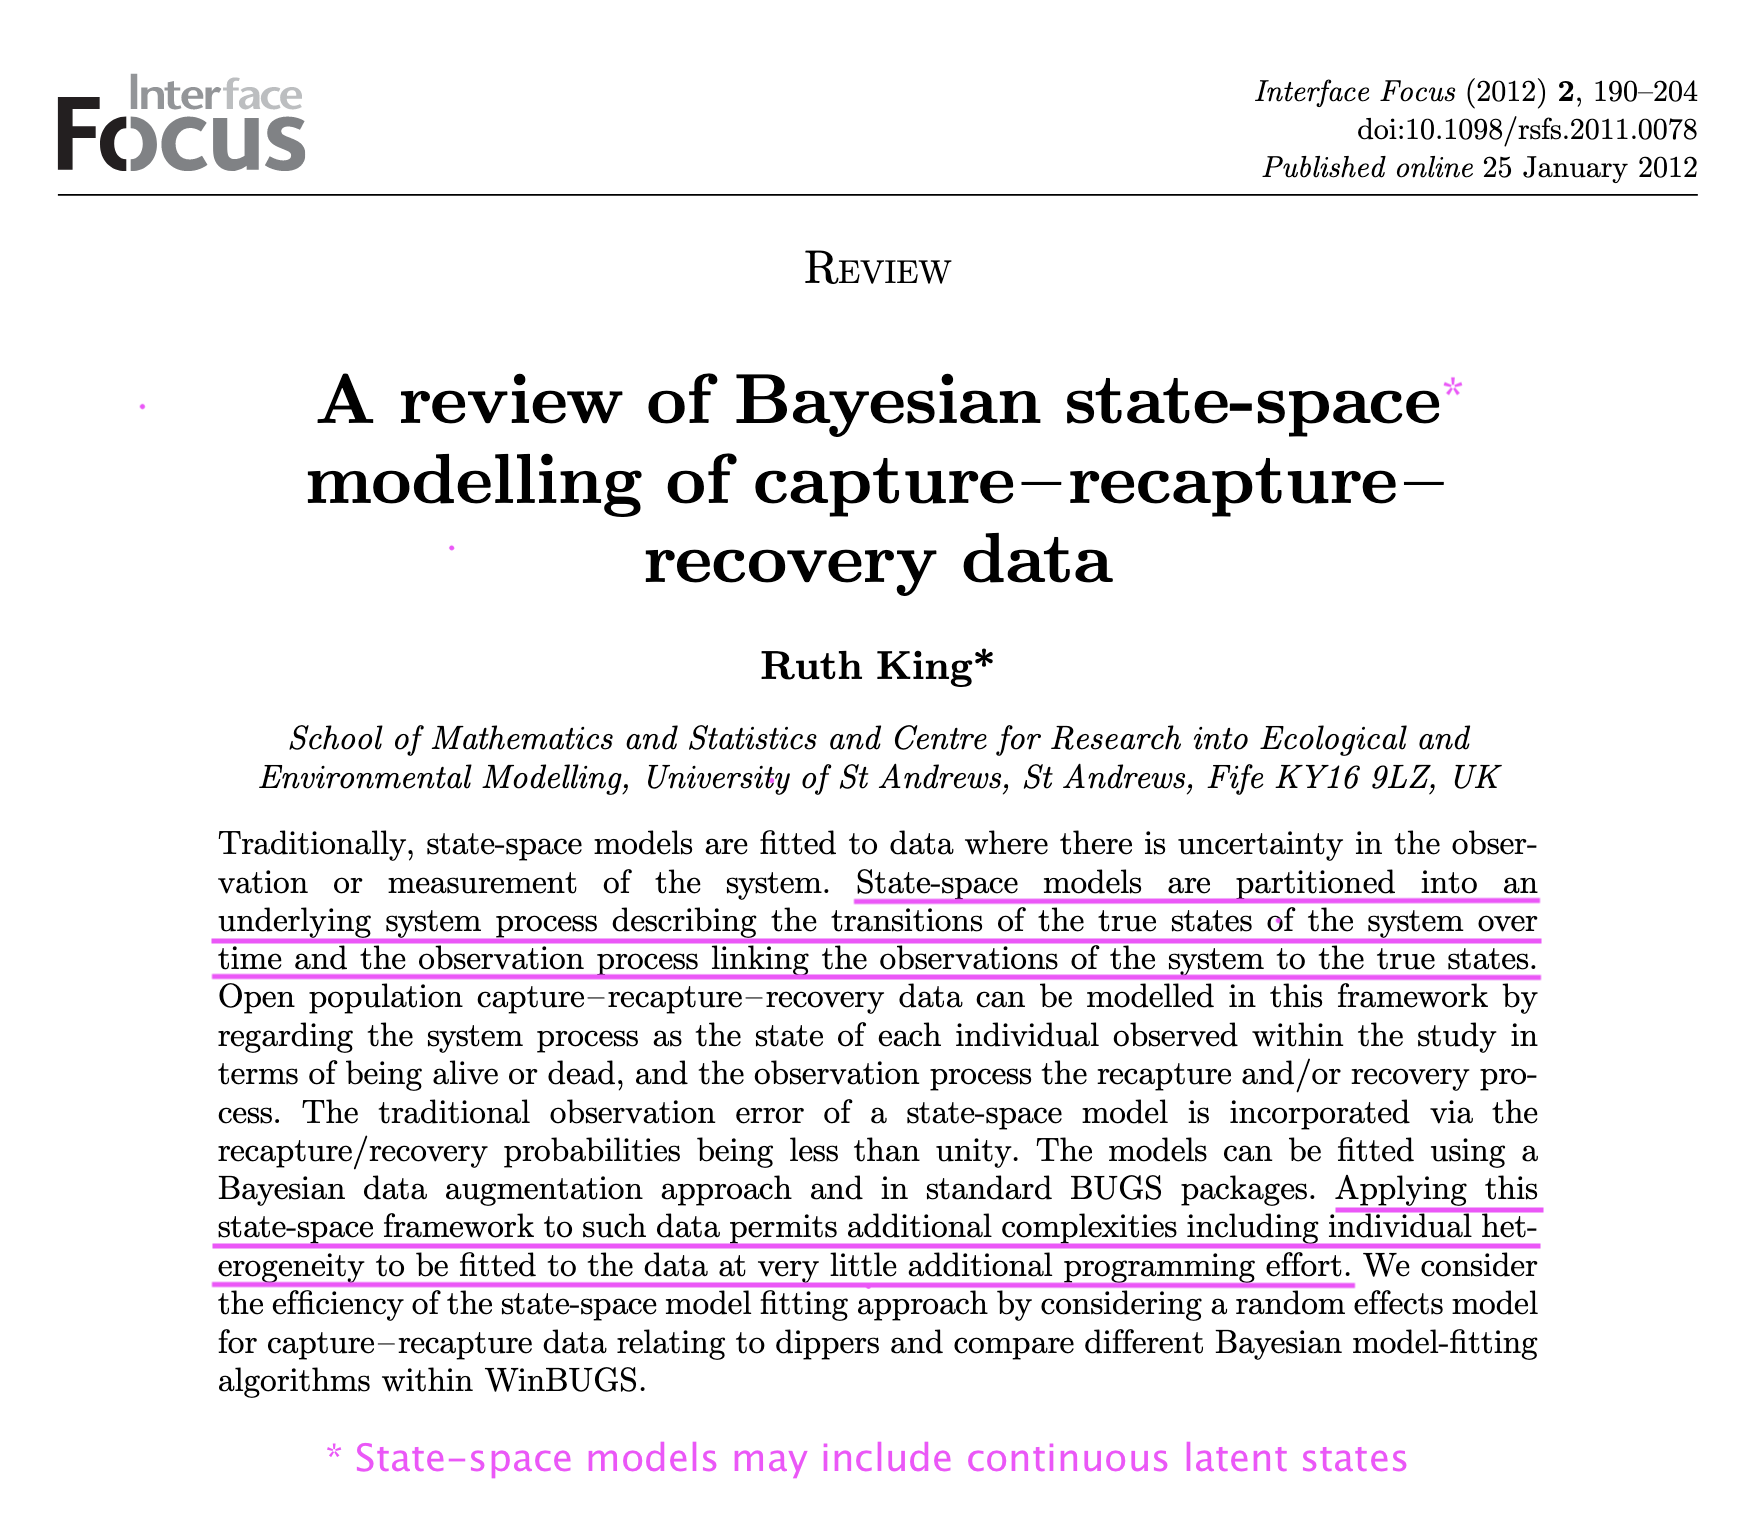 Interface
Focus
Interface Focus (2012) 2, 190–204
doi:10.1098/rsfs.2011.0078
Published online 25 January 2012
Review
A review of Bayesian state-space*
modelling of capture–recapture–
recovery data
Ruth King*
School of Mathematics and Statistics and Centre for Research into Ecological and
Environmental Modelling, University of St Andrews, St Andrews, Fife KY16 9LZ, UK
Traditionally, state-space models are fitted to data where there is uncertainty in the obser-
vation or measurement of the system. State-space models are partitioned into an
underlying system process describing the transitions of the true states of the system over
time and the observation process linking the observations of the system to the true states.
Open population capture–recapture–recovery data can be modelled in this framework by
regarding the system process as the state of each individual observed within the study in
terms of being alive or dead, and the observation process the recapture and/or recovery pro-
cess. The traditional observation error of a state-space model is incorporated via the
recapture/recovery probabilities being less than unity. The models can be fitted using a
Bayesian data augmentation approach and in standard BUGS packages. Applying this
state-space framework to such data permits additional complexities including individual het-
erogeneity to be fitted to the data at very little additional programming effort. We consider
the efficiency of the state-space model fitting approach by considering a random effects model
for capture–recapture data relating to dippers and compare different Bayesian model-fitting
algorithms within WinBUGS.
* State-space models may include continuous latent states